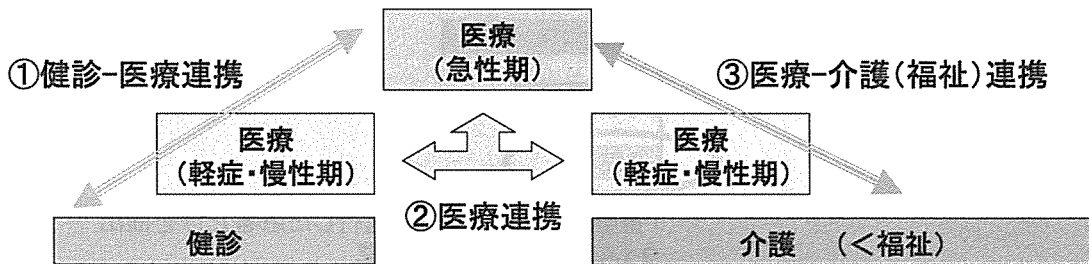 医療
(急性期)
①健診-医療連携
③医療-介護(福祉)連携
医療
(軽症・慢性期)
医療
(軽症・慢性期)
②医療連携
健診
介護 (<福祉)